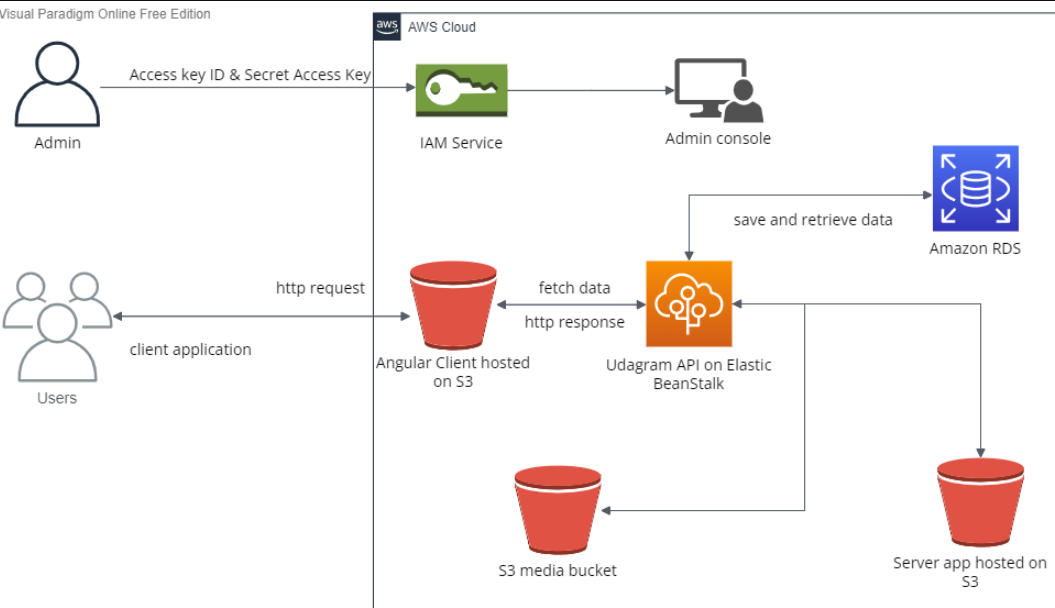 Visual Paradigm Online Free Edition
aws
AWS Cloud
Access key ID & Secret Access Key
Admin
IAM Service
Admin console
save and retrieve data
Amazon RDS
http request
fetch data
http response
client application
Angular Client hosted
on S3
Udagram API on Elastic
BeanStalk
Users
S3 media bucket
Server app hosted on
S3